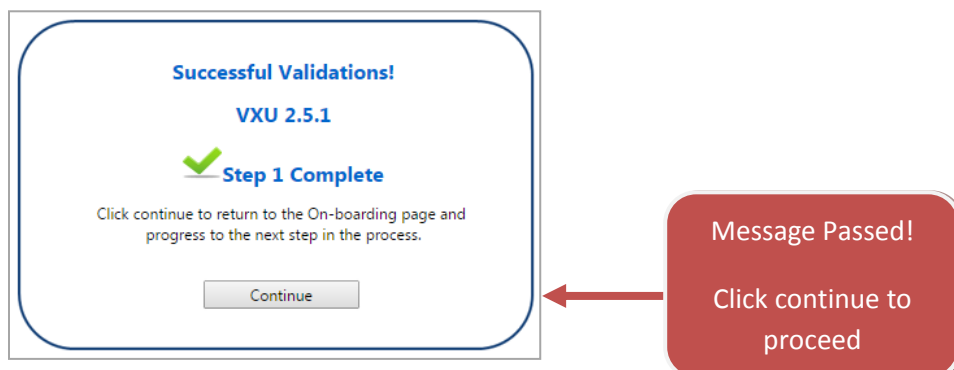 Successful Validations!
VXU 2.5.1
Step 1 Complete
Click continue to return to the On-boarding page and
progress to the next step in the process.
Continue
Message Passed!
Click continue to
proceed